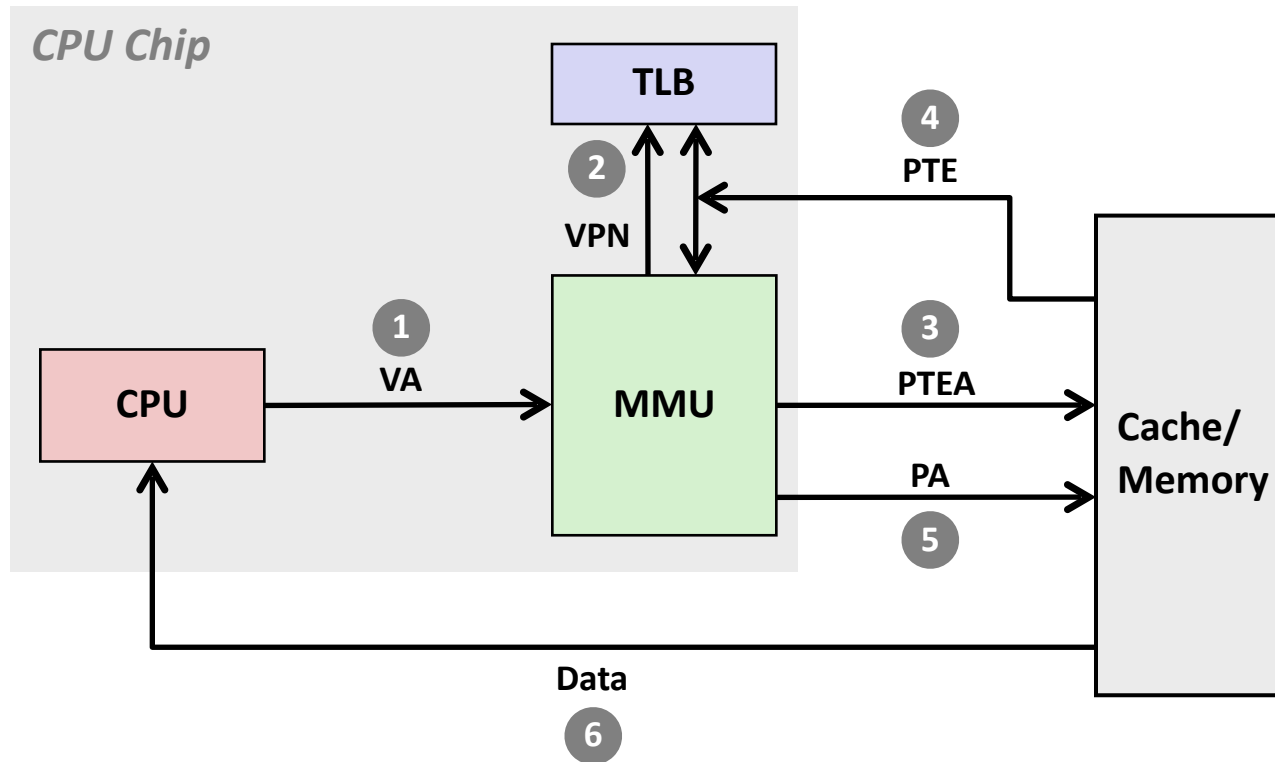 CPU Chip
TLB
2
VPN
4
PTE
1
VA
CPU
MMU
3
PTEA
PA
5
Cache/
Memory
Data
6